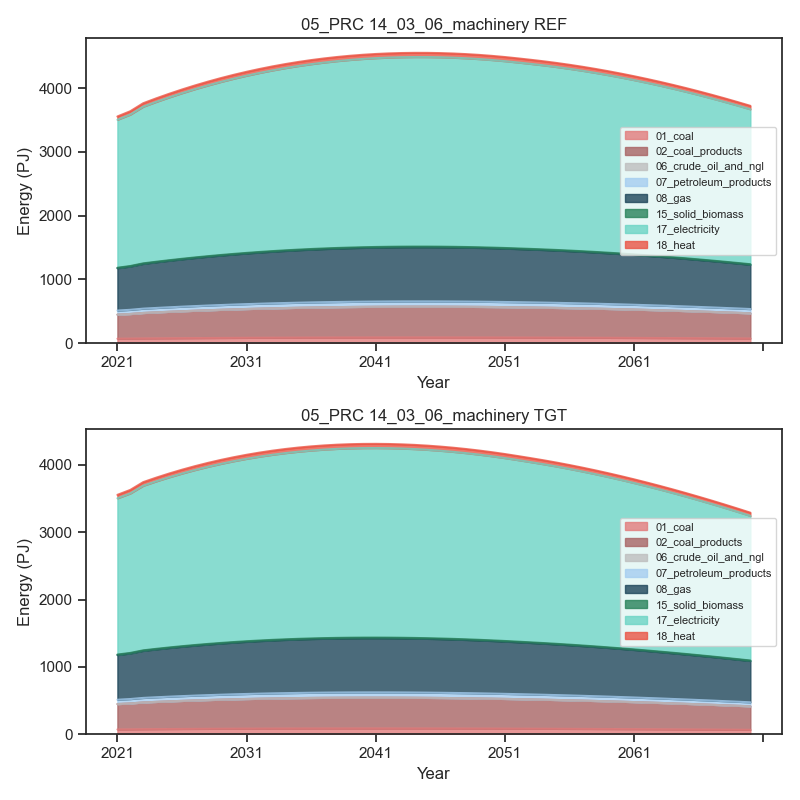 05_PRC 14_03_06_machinery REF
Energy (PJ)
4000
3000
2000
1000
0
01_coal
02_coal_products
06_crude_oil_and_ngl
07_petroleum_products
08_gas
15_solid_biomass
17_electricity
18_heat
2021 2031 2041 2051 2061
Year
05_PRC 14_03_06_machinery TGT
Energy (PJ)
4000
3000
2000
1000
0
01_coal
02_coal_products
06_crude_oil_and_ngl
07_petroleum_products
08_gas
15_solid_biomass
17_electricity
18_heat
2021 2031 2041 2051 2061
Year